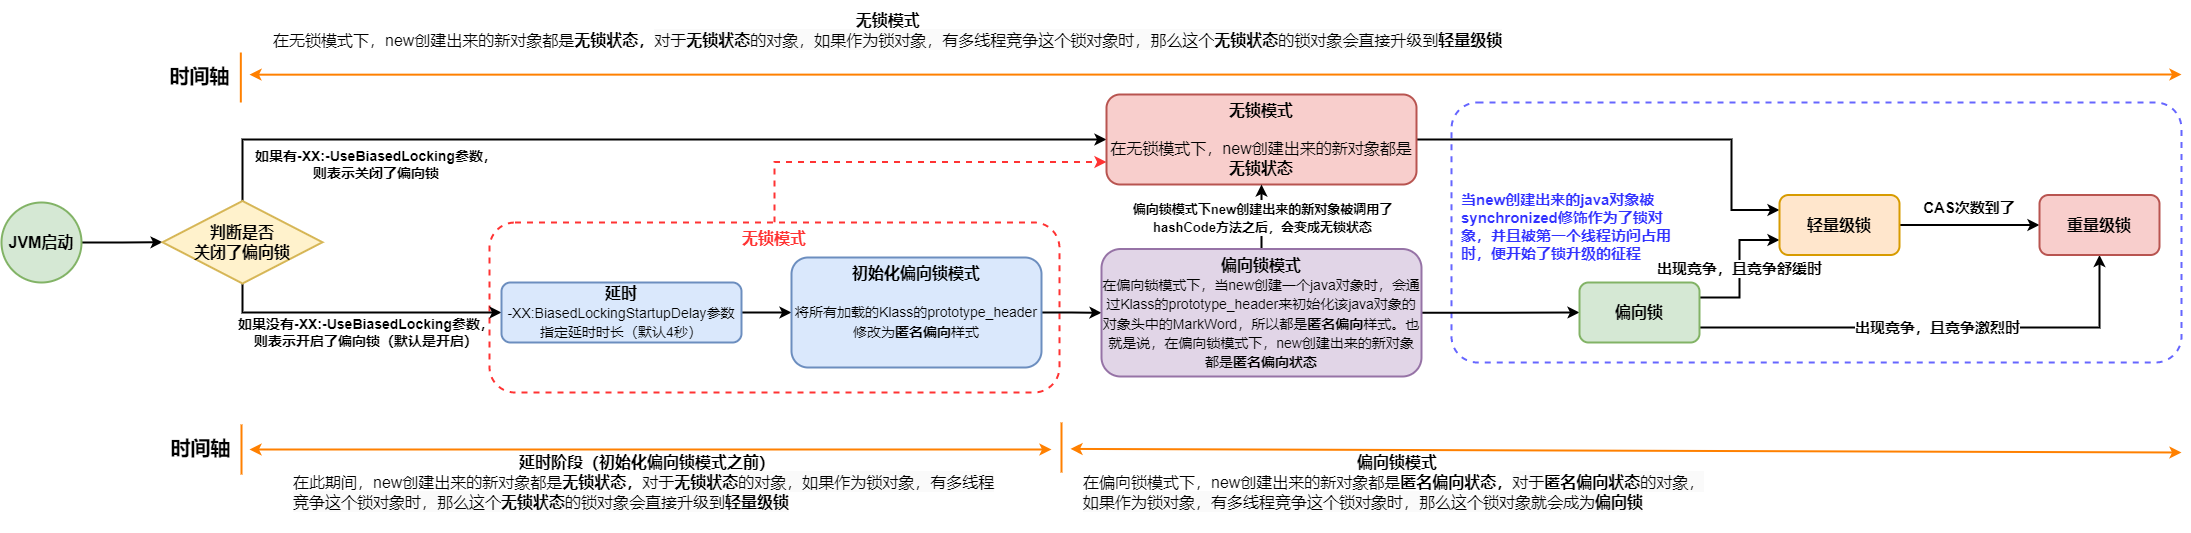 无锁模式
在无锁模式下，new创建出来的新对象都是无锁状态，对于无锁状态的对象，如果作为锁对象，有多线程竞争这个锁对象时，那么这个无锁状态的锁对象会直接升级到轻量级锁
时间轴
JVM启动
判断是否
关闭了偏向锁
如果有-XX:-UseBiasedLocking参数，
则表示关闭了偏向锁
如果没有-XX:-UseBiasedLocking参数，
则表示开启了偏向锁（默认是开启）
无锁模式
延时
-XX:BiasedLockingStartupDelay参数
指定延时时长（默认4秒）
初始化偏向锁模式
将所有加载的Klass的prototype_header
修改为匿名偏向样式
无锁模式
在无锁模式下，new创建出来的新对象都是
无锁状态
偏向锁模式下new创建出来的新对象被调用了
hashCode方法之后，会变成无锁状态
偏向锁模式
在偏向锁模式下，当new创建一个java对象时，会通
过Klass的prototype_header来初始化该java对象的
对象头中的MarkWord，所以都是匿名偏向样式。也
就是说，在偏向锁模式下，new创建出来的新对象
都是匿名偏向状态
当new创建出来的java对象被
synchronized修饰作为了锁对
象，并且被第一个线程访问占用
时，便开始了锁升级的征程
偏向锁
出现竞争，且竞争舒缓时
出现竞争，且竞争激烈时
轻量级锁
CAS次数到了
重量级锁
时间轴
延时阶段（初始化偏向锁模式之前）
在此期间，new创建出来的新对象都是无锁状态，对于无锁状态的对象，如果作为锁对象，有多线程
竞争这个锁对象时，那么这个无锁状态的锁对象会直接升级到轻量级锁
偏向锁模式
在偏向锁模式下，new创建出来的新对象都是匿名偏向状态，对于匿名偏向状态的对象，
如果作为锁对象，有多线程竞争这个锁对象时，那么这个锁对象就会成为偏向锁